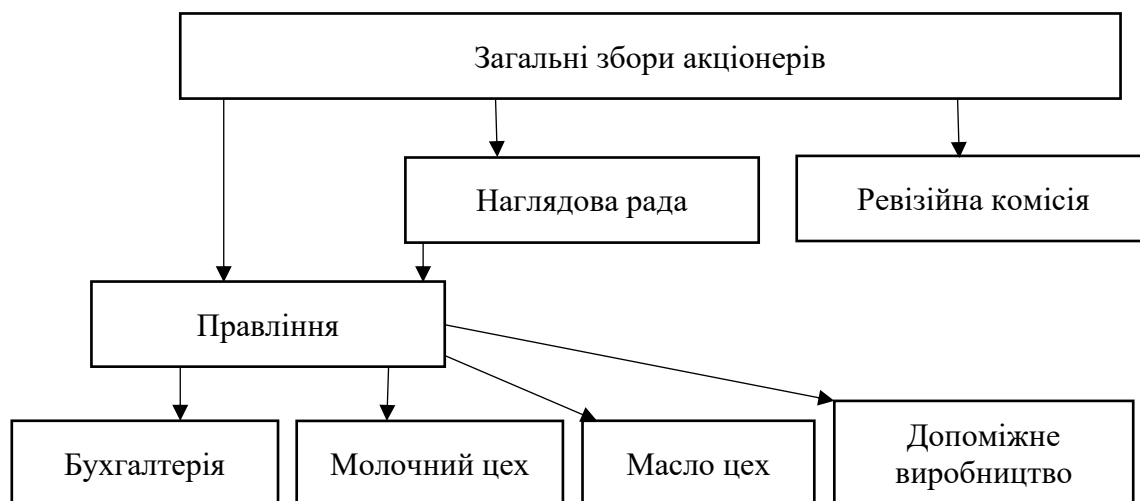 Загальні збори акціонерів
Наглядова рада
Ревізійна комісія
Правління
Бухгалтерія
Молочний цех
Масло цех
Допоміжне
виробництво